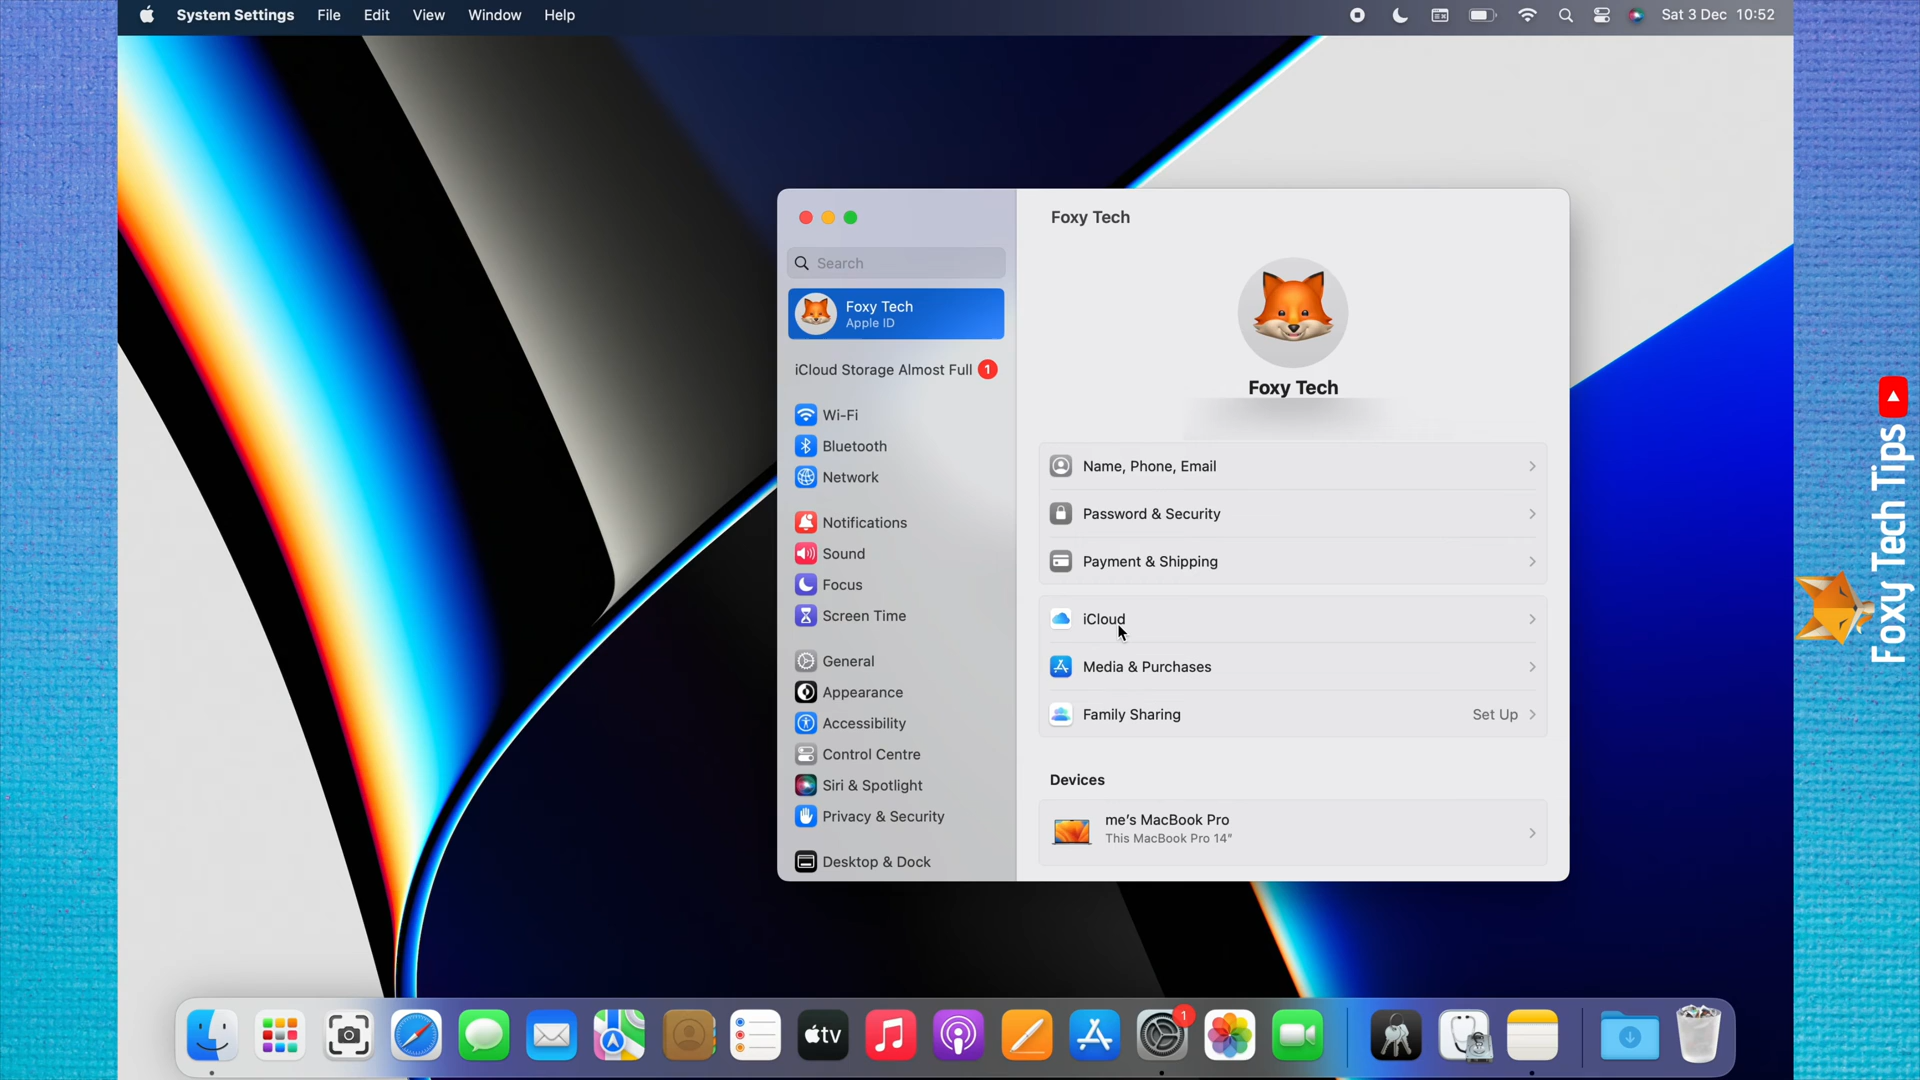 System Settings File Edit View Window Help
Sat 3 Dec 10:52
Search
Foxy Tech
Apple ID
iCloud Storage Almost Full 1
Wi-Fi
Bluetooth
Network
Notifications
Sound
Focus
Screen Time
General
Appearance
Accessibility
Control Centre
Siri & Spotlight
Privacy & Security
Desktop & Dock
Foxy Tech
Foxy Tech
Name, Phone, Email
Password & Security
Payment & Shipping
iCloud
Media & Purchases
Family Sharing Set Up
Devices
me's MacBook Pro
This MacBook Pro 14"
tv
1
Foxy Tech Tips